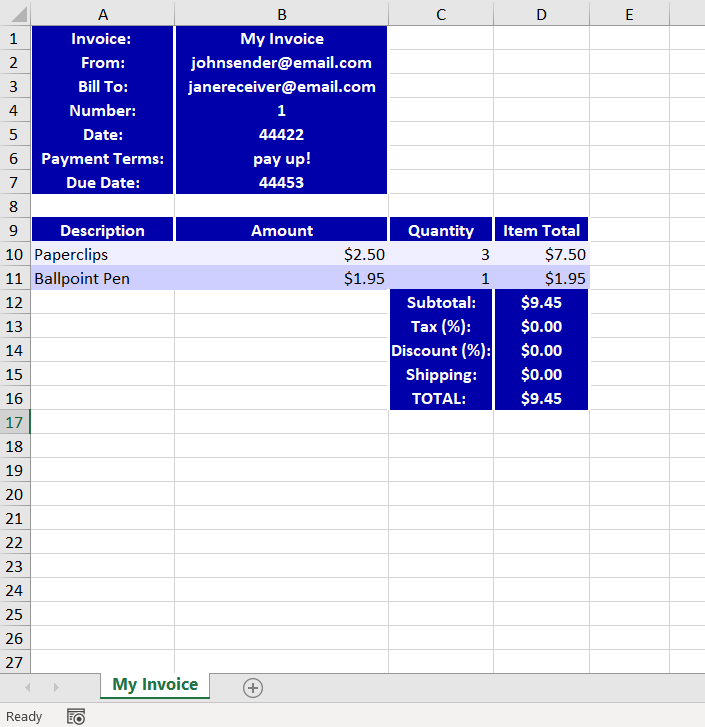 A B C D E
1 Invoice: My Invoice
2 From: johnsender@email.com
3 Bill To: janereceiver@email.com
4 Number: 1
5 Date: 44422
6 Payment Terms: pay up!
7 Due Date: 44453
8
9 Description Amount Quantity Item Total
10 Paperclips $2.50 3 $7.50
11 Ballpoint Pen $1.95 1 $1.95
12 Subtotal: $9.45
13 Tax (%): $0.00
14 Discount (%): $0.00
15 Shipping: $0.00
16 TOTAL: $9.45
17
18
19
20
21
22
23
24
25
26
27
My Invoice
Ready